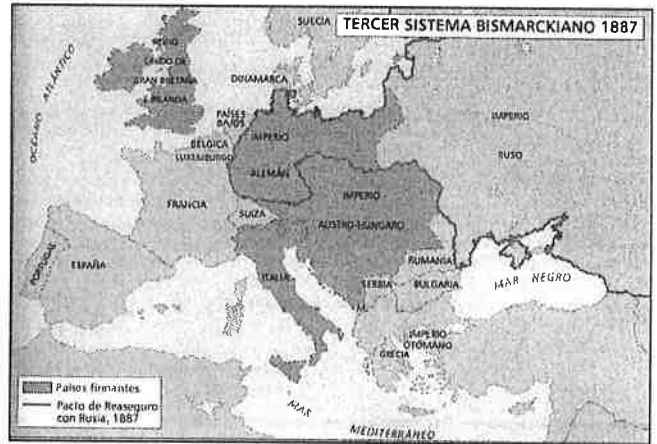 TERCER SISTEMA BISMARCKIANO 1887
SUECIA
REINO
UNIDO DE
GRAN BRETAÑA
E IRLANDA
OCÉANO ATLÁNTICO
DINAMARCA
PAÍSES
BAJOS
BÉLGICA
LUXEMBURGO
IMPERIO
ALEMÁN
IMPERIO
RUSO
IMPERIO
AUSTRO-HÚNGARO
FRANCIA
SUIZA
PORTUGAL
ESPAÑA
ITALIA
RUMANIA
SERBIA
BULGARIA
MAR NEGRO
M.
IMPERIO
OTOMANO
GRECIA
MAR
MEDITERRÁNEO
Países firmantes
Pacto de Reaseguro
con Rusia, 1887